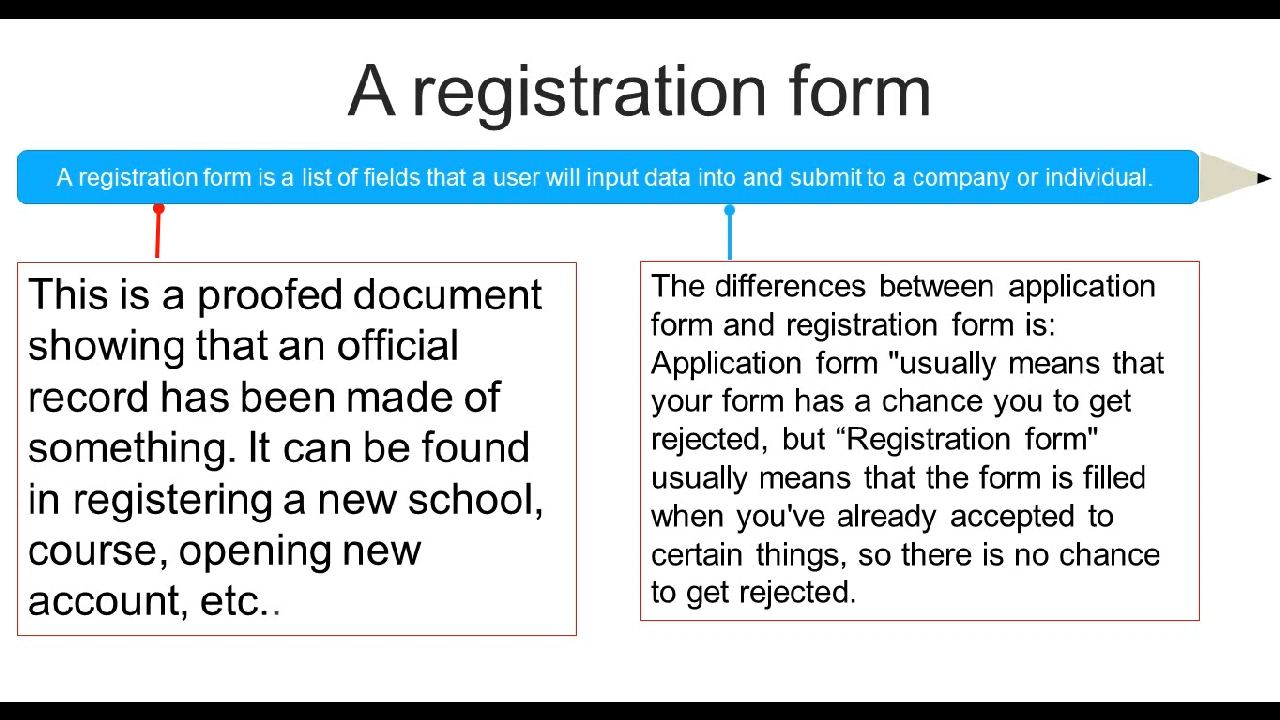 A registration form
A registration form is a list of fields that a user will input data into and submit to a company or individual.
This is a proofed document
showing that an official
record has been made of
something. It can be found
in registering a new school,
course, opening new
account, etc..
The differences between application
form and registration form is:
Application form "usually means that
your form has a chance you to get
rejected, but “Registration form"
usually means that the form is filled
when you've already accepted to
certain things, so there is no chance
to get rejected.